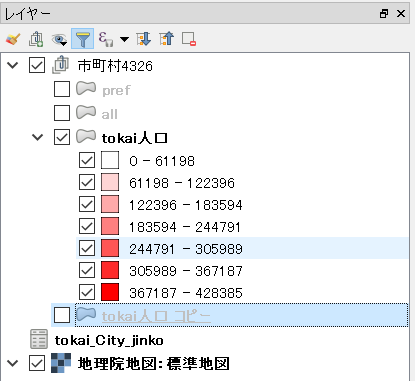 レイヤー
市町村4326
pref
all
tokai人口
0 - 61198
61198 - 122396
122396 - 183594
183594 - 244791
244791 - 305989
305989 - 367187
367187 - 428385
tokai人口 コピー
tokai_City_jinko
地理院地図: 標準地図